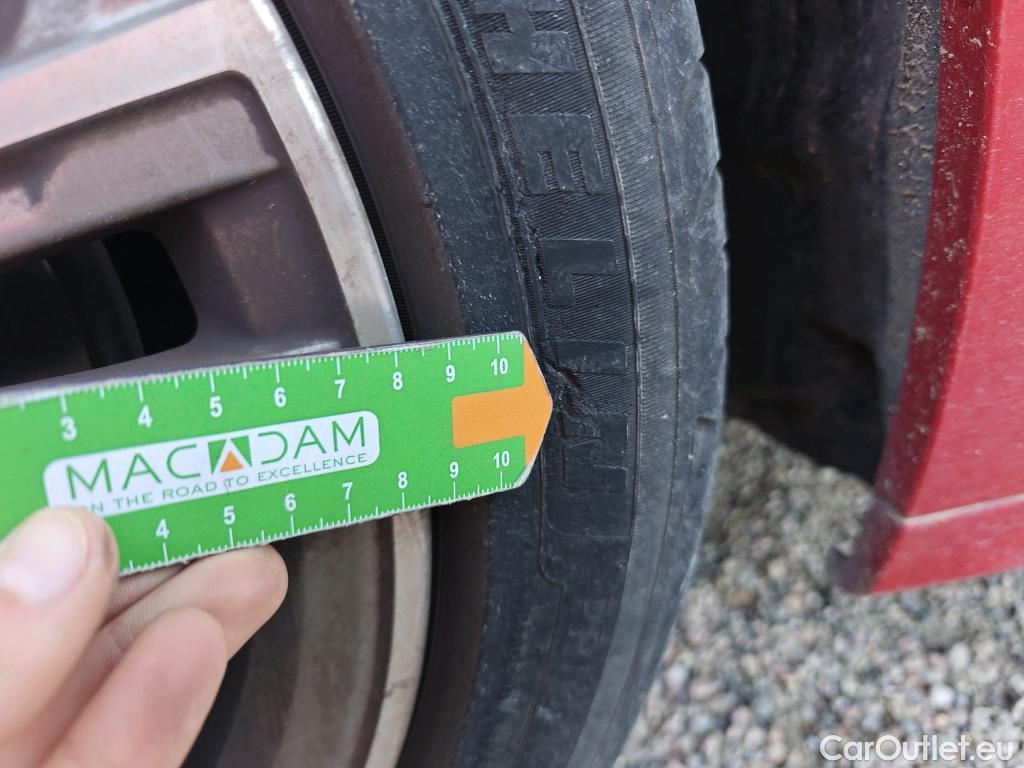 MICHELIN
3 4 5 6 7 8 9 10
MACADAM
ON THE ROAD TO EXCELLENCE
4 5 6 7 8 9 10
CarOutlet.eu